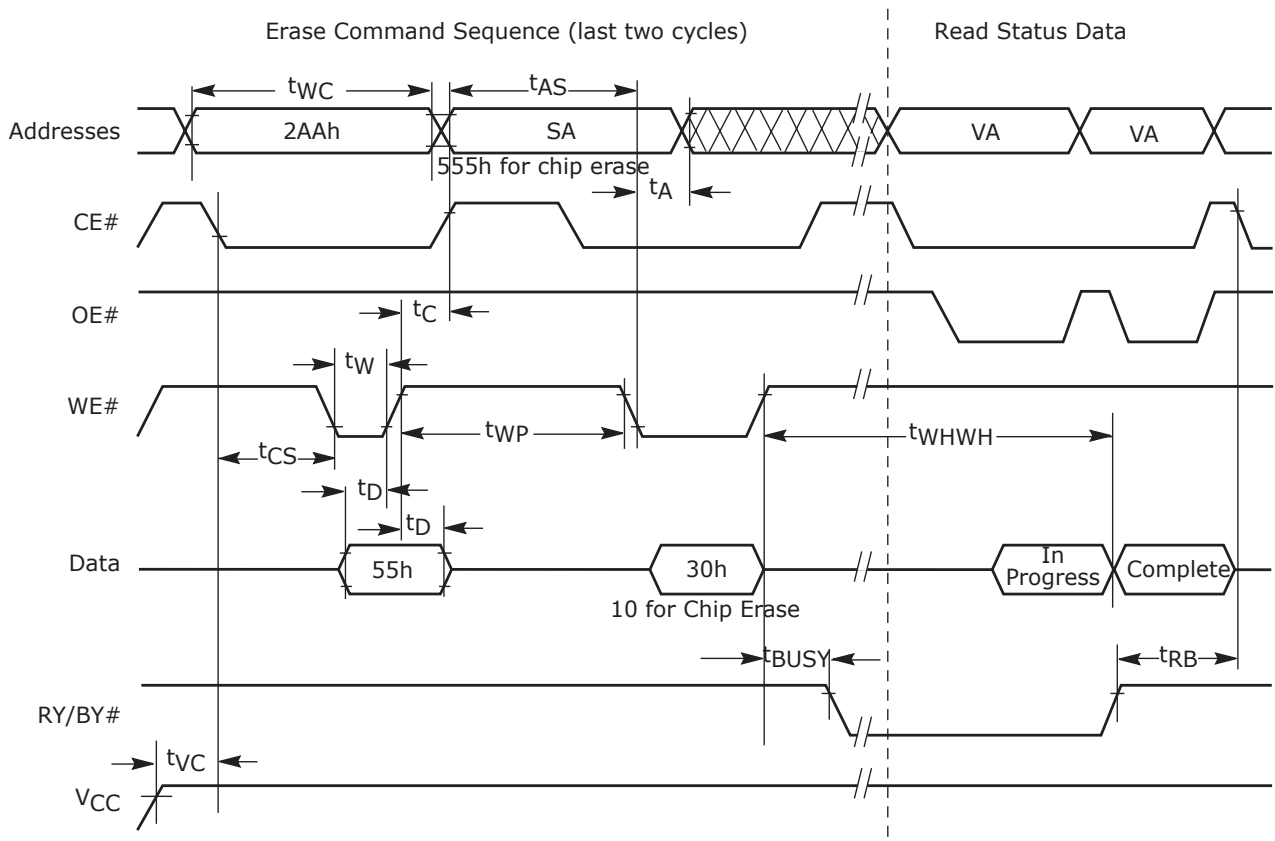 Erase Command Sequence (last two cycles)
Read Status Data
tWC
tAS
Addresses
2AAh
SA
VA
VA
555h for chip erase
tA
CE#
tC
OE#
tW
WE#
tWP
tWHWH
tCS
tD
tD
Data
55h
30h
In
Progress
Complete
10 for Chip Erase
tBUSY
tRB
RY/BY#
tVC
VCC